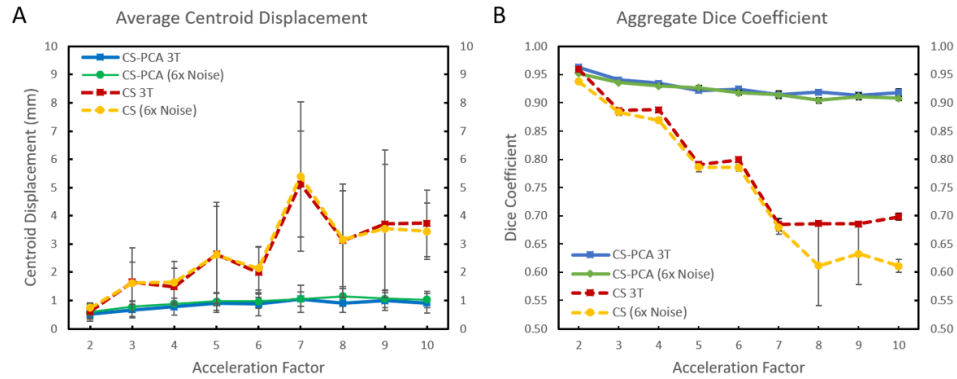 A
Average Centroid Displacement
10
9
8
7
6
5
4
3
2
1
0
Centroid Displacement (mm)
CS-PCA 3T
CS-PCA (6x Noise)
CS 3T
CS (6x Noise)
10
9
8
7
6
5
4
3
2
1
0
2 3 4 5 6 7 8 9 10
Acceleration Factor
B
Aggregate Dice Coefficient
1.00
0.95
0.90
0.85
0.80
0.75
0.70
0.65
0.60
0.55
0.50
Dice Coefficient
CS-PCA 3T
CS-PCA (6x Noise)
CS 3T
CS (6x Noise)
1.00
0.95
0.90
0.85
0.80
0.75
0.70
0.65
0.60
0.55
0.50
2 3 4 5 6 7 8 9 10
Acceleration Factor